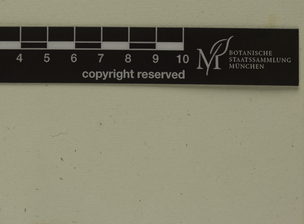 4 5 6 7 8 9 10
copyright reserved
M
BOTANISCHE
STAATSSAMMLUNG
MÜNCHEN